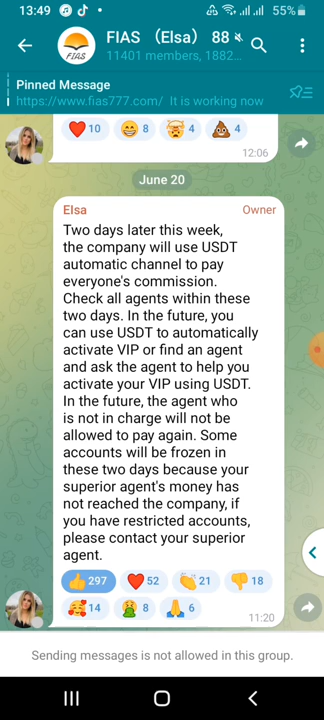 13:49
55%
FIAS （Elsa） 88
11401 members, 1882...
FIAS
Pinned Message
https://www.fias777.com/ It is working now
10 8 4 4
12:06
June 20
Elsa Owner
Two days later this week,
the company will use USDT
automatic channel to pay
everyone's commission.
Check all agents within these
two days. In the future, you
can use USDT to automatically
activate VIP or find an agent
and ask the agent to help you
activate your VIP using USDT.
In the future, the agent who
is not in charge will not be
allowed to pay again. Some
accounts will be frozen in
these two days because your
superior agent's money has
not reached the company, if
you have restricted accounts,
please contact your superior
agent.
297 52 21 18
14 8 6
11:20
Sending messages is not allowed in this group.